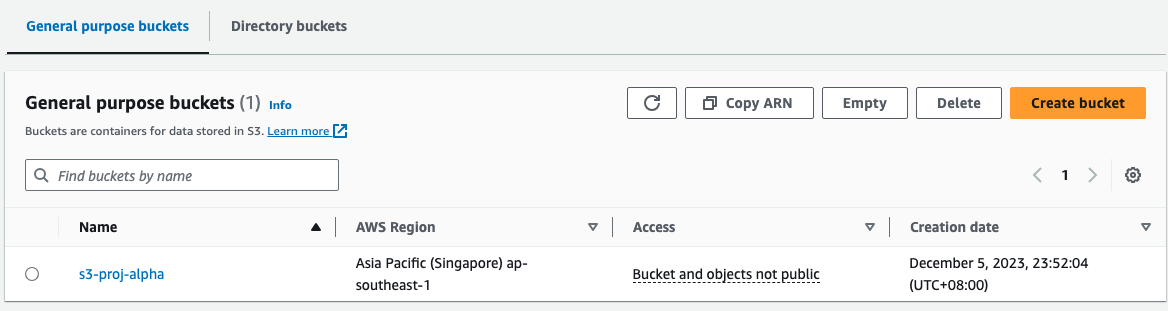 General purpose buckets Directory buckets
General purpose buckets (1) Info Copy ARN Empty Delete Create bucket
Buckets are containers for data stored in S3. Learn more
Find buckets by name 1
Name AWS Region Access Creation date
s3-proj-alpha Asia Pacific (Singapore) ap- Bucket and objects not public December 5, 2023, 23:52:04
southeast-1 (UTC+08:00)